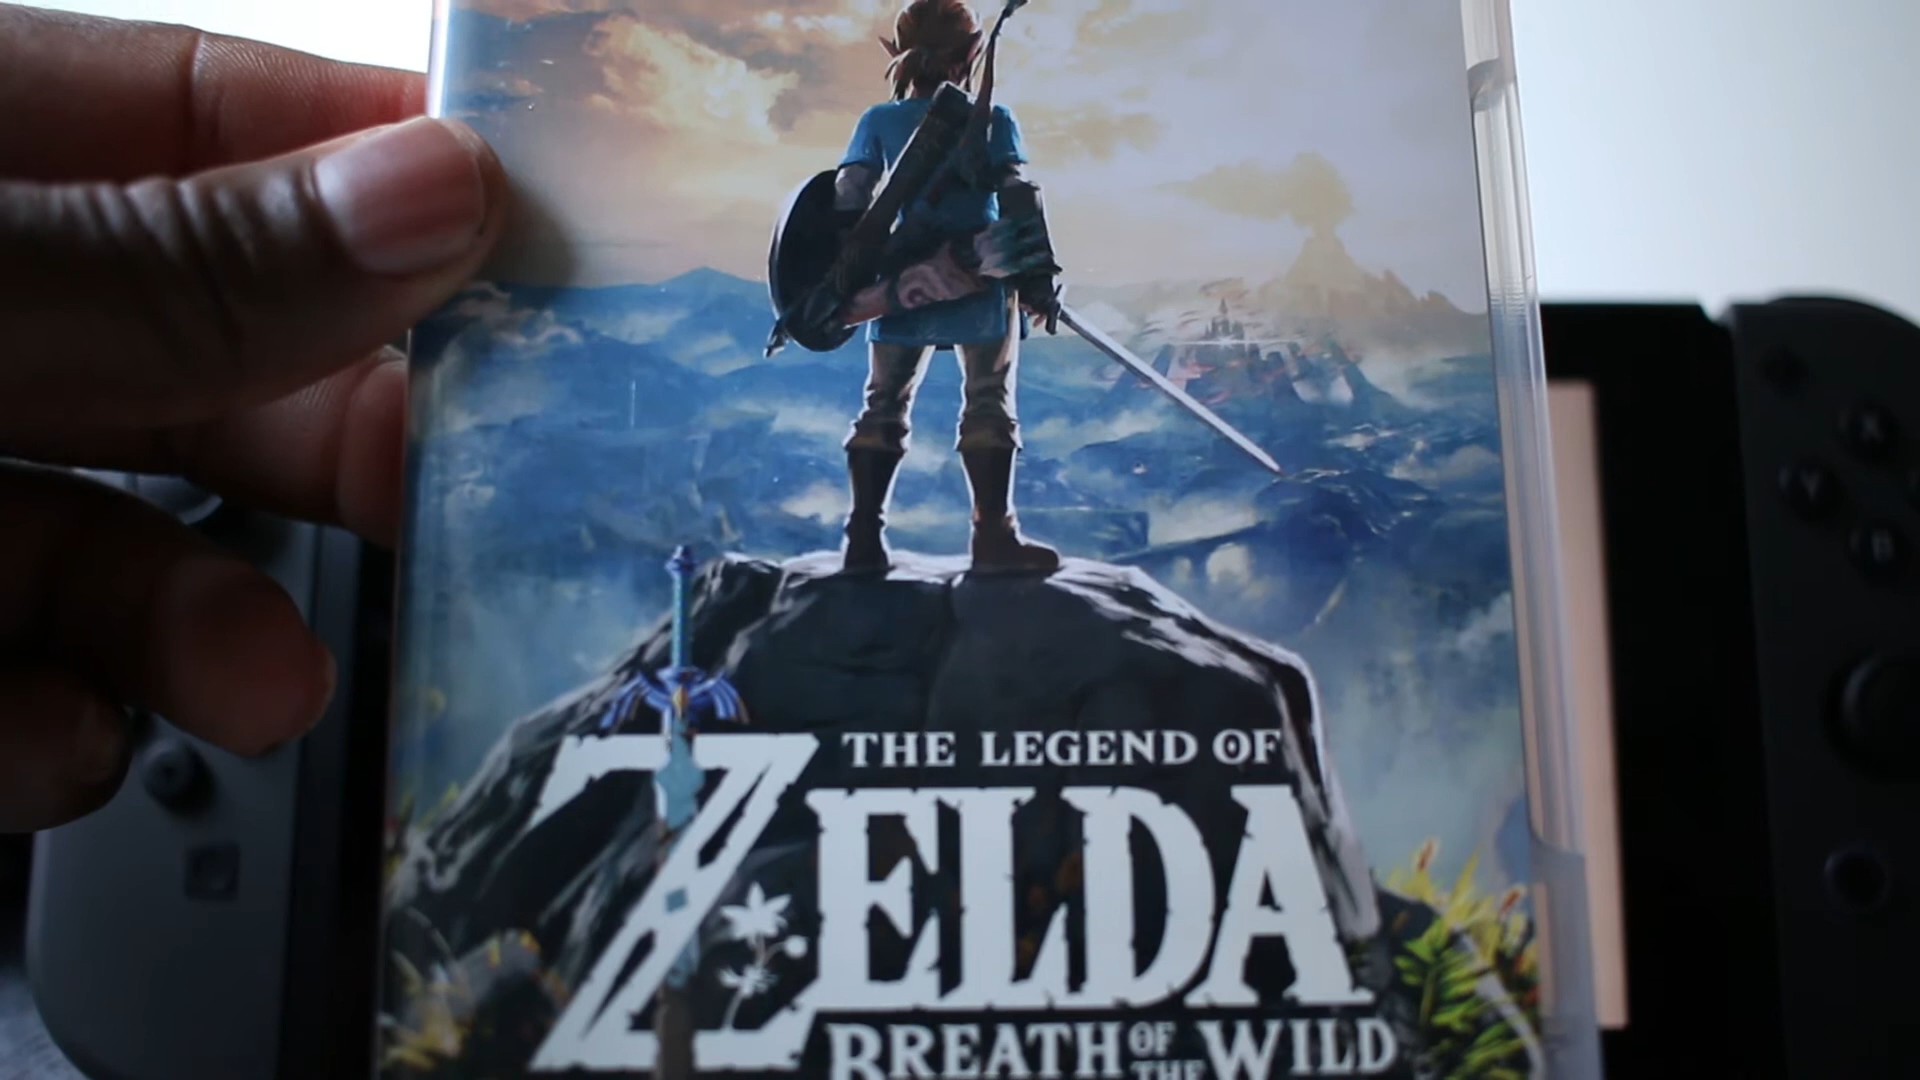 THE LEGEND OF
ZELDA
BREATH OF THE WILD
X
Y
B